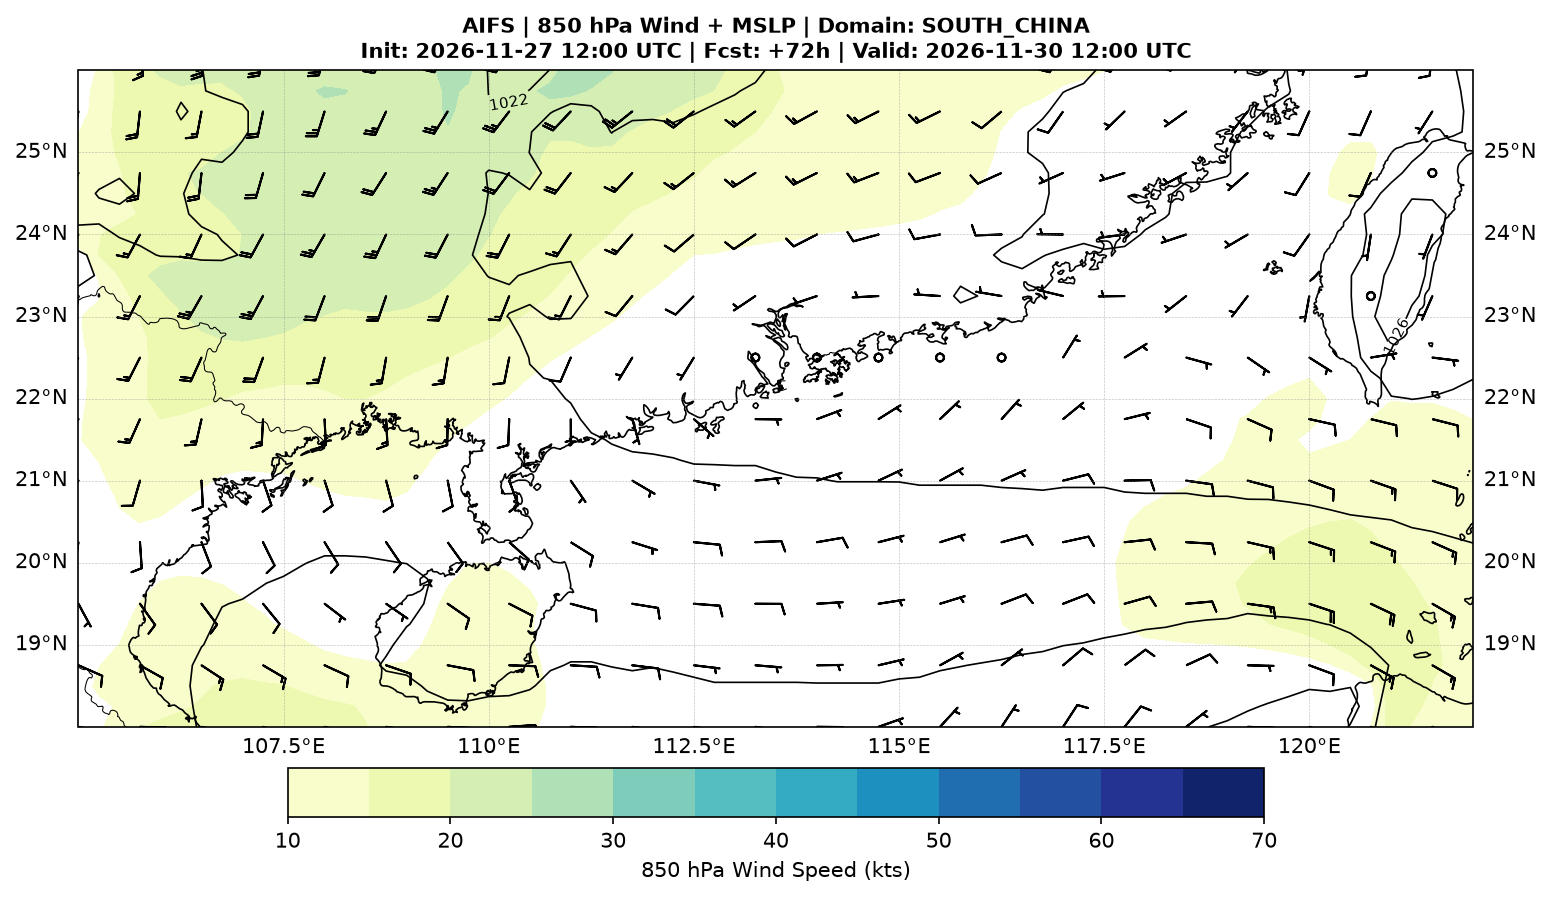 AIFS | 850 hPa Wind + MSLP | Domain: SOUTH_CHINA
Init: 2026-11-27 12:00 UTC | Fcst: +72h | Valid: 2026-11-30 12:00 UTC
1022
25°N 25°N
24°N 24°N
23°N 23°N
1026
22°N 22°N
21°N 21°N
20°N 20°N
19°N 19°N
107.5°E 110°E 112.5°E 115°E 117.5°E 120°E
10 20 30 40 50 60 70
850 hPa Wind Speed (kts)